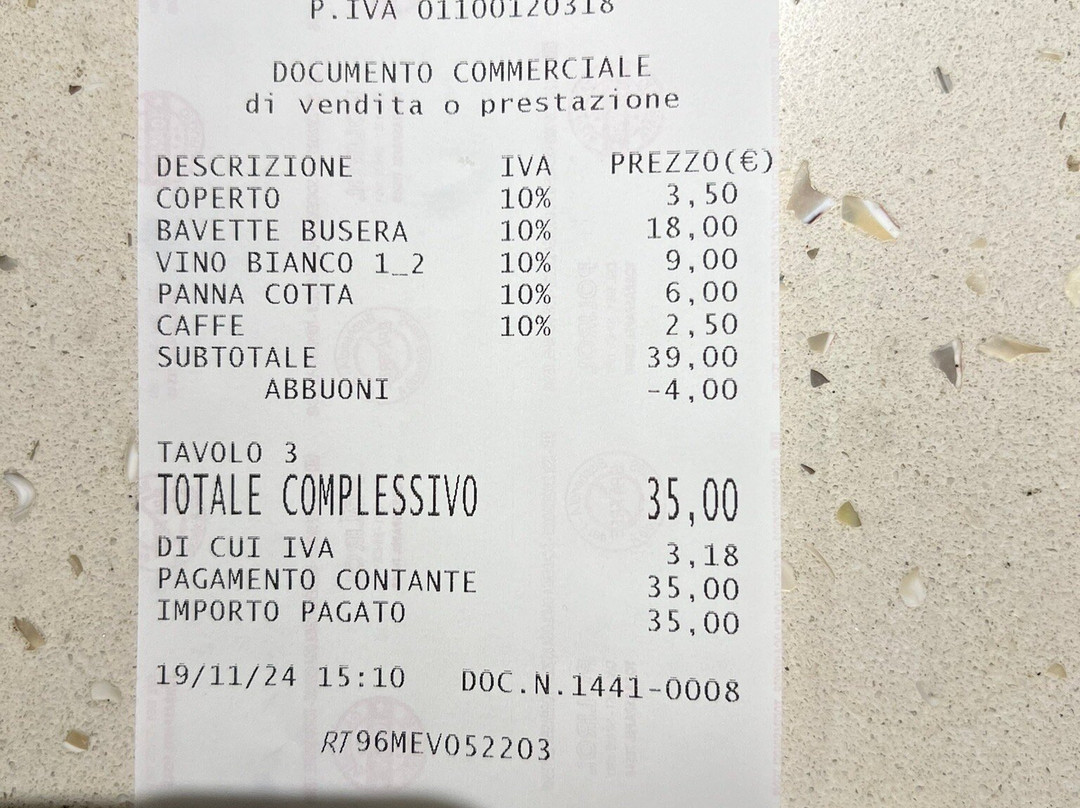 P.IVA 01100120318
DOCUMENTO COMMERCIALE
di vendita o prestazione
DESCRIZIONE IVA PREZZO(€)
COPERTO 10% 3,50
BAVETTE BUSERA 10% 18,00
VINO BIANCO 1_2 10% 9,00
PANNA COTTA 10% 6,00
CAFFE 10% 2,50
SUBTOTALE 39,00
ABBUONI -4,00
TAVOLO 3
TOTALE COMPLESSIVO 35,00
DI CUI IVA 3,18
PAGAMENTO CONTANTE 35,00
IMPORTO PAGATO 35,00
19/11/24 15:10 DOC.N.1441-0008
RT96MEV052203